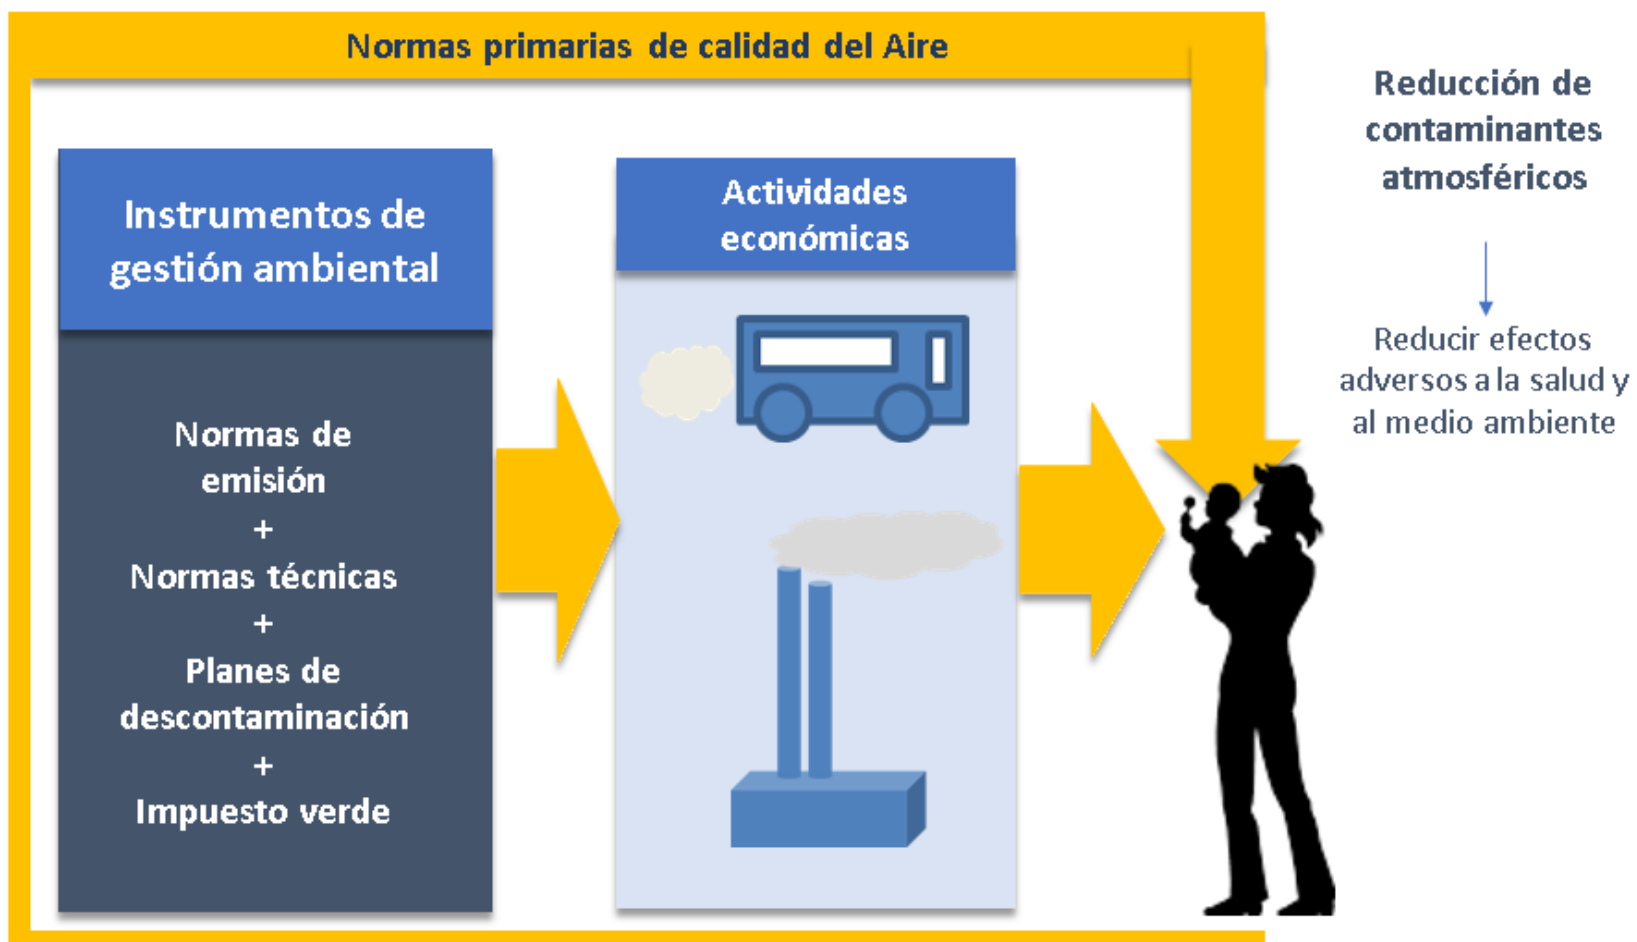 Normas primarias de calidad del Aire
Instrumentos de
gestión ambiental
Normas de
emisión
+
Normas técnicas
+
Planes de
descontaminación
+
Impuesto verde
Actividades
económicas
Reducción de
contaminantes
atmosféricos
Reducir efectos
adversos a la salud y
al medio ambiente